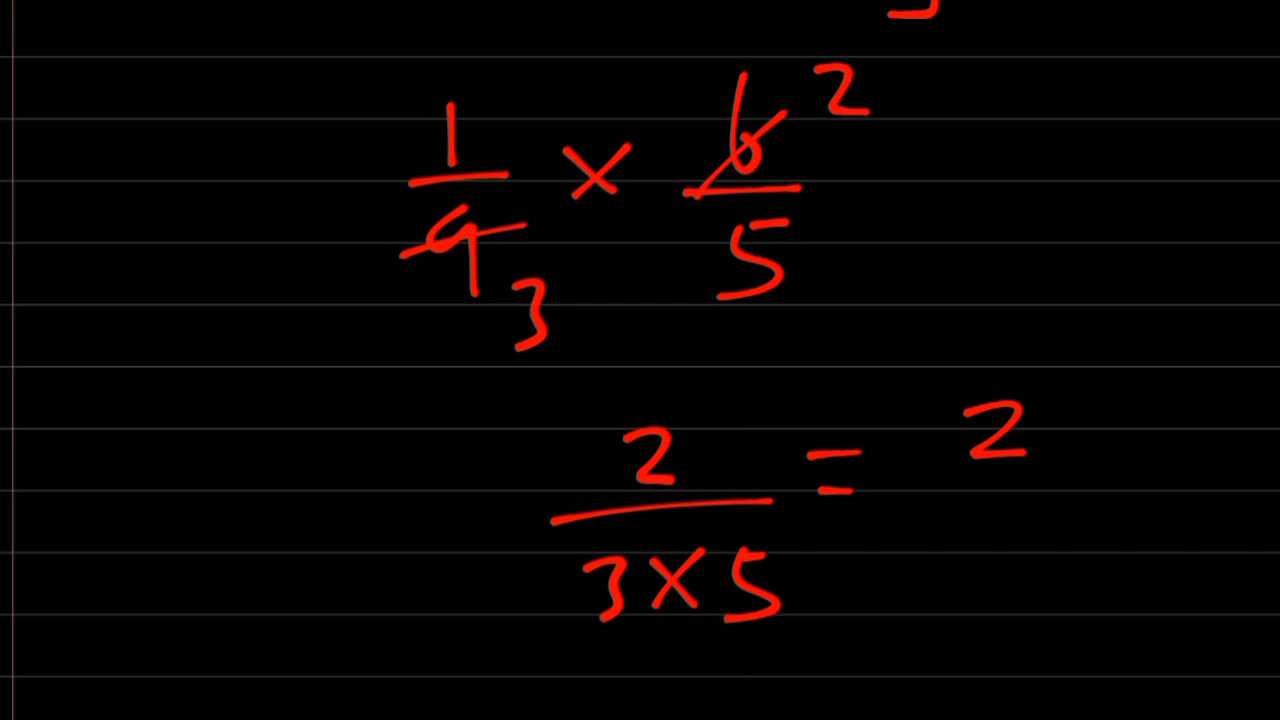 1/9 3 × 6/5 2
2/(3×5) = 2